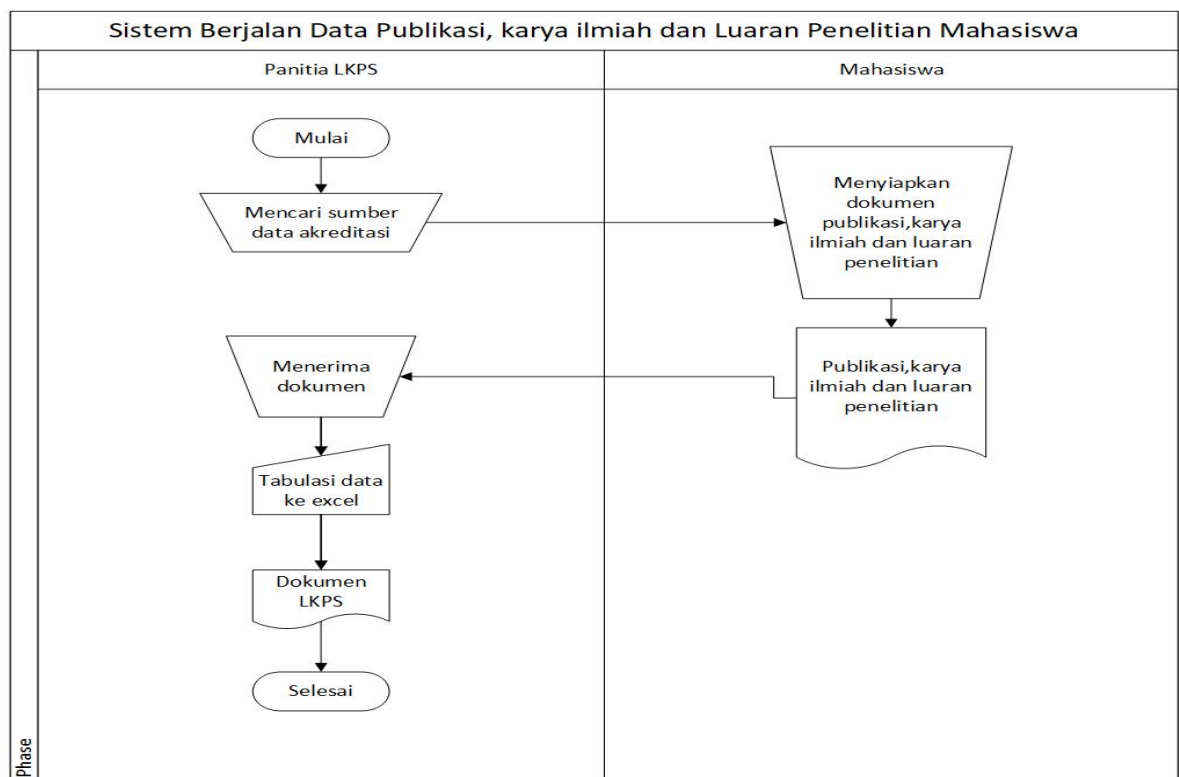 Sistem Berjalan Data Publikasi, karya ilmiah dan Luaran Penelitian Mahasiswa
Panitia LKPS
Mahasiswa
Mulai
Mencari sumber
data akreditasi
Menyiapkan
dokumen
publikasi,karya
ilmiah dan luaran
penelitian
Publikasi,karya
ilmiah dan luaran
penelitian
Menerima
dokumen
Tabulasi data
ke excel
Dokumen
LKPS
Selesai
Phase